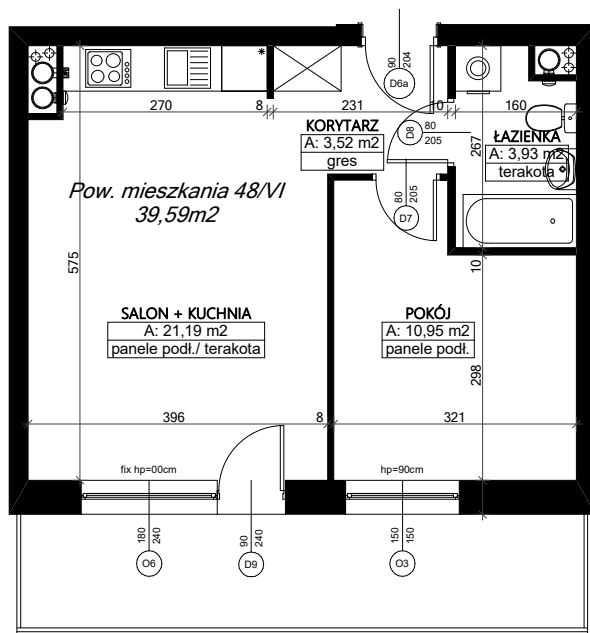 90
204
D6a
*
270
8
231
10
160
KORYTARZ
A: 3,52 m2
gres
D8
80
205
267
ŁAZIENKA
A: 3,93 m2
terakota
Pow. mieszkania 48/VI
39,59m2
80
205
D7
575
10
SALON + KUCHNIA
A: 21,19 m2
panele podł./ terakota
POKÓJ
A: 10,95 m2
panele podł.
298
396
8
321
fix hp=00cm
hp=90cm
180
240
O6
90
240
D9
150
150
O3